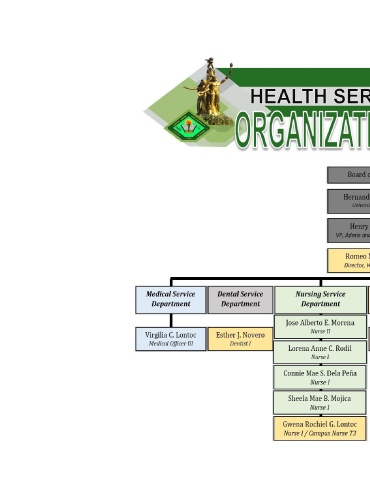 HEALTH SER
ORGANIZATI
Board o
Hernand
Univers
Henry
VP, Admin and
Romeo
Director, H
Medical Service
Department
Dental Service
Department
Nursing Service
Department
Virgilia C. Lontoc
Medical Officer III
Esther J. Novero
Dentist I
Jose Alberto E. Morena
Nurse II
Lorena Anne C. Rodil
Nurse I
Connie Mae S. Dela Peña
Nurse I
Sheela Mae B. Mojica
Nurse I
Gwena Rochiel G. Lontoc
Nurse I / Campus Nurse T3